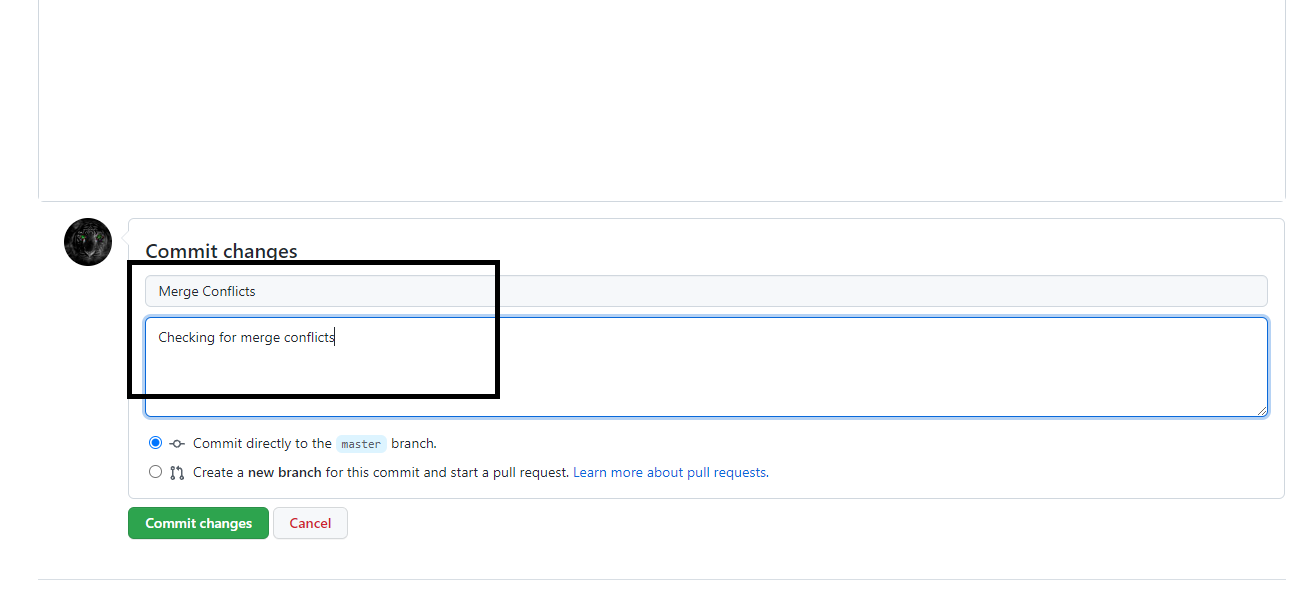 Commit changes
Merge Conflicts
Checking for merge conflicts
Commit directly to the master branch.
Create a new branch for this commit and start a pull request. Learn more about pull requests.
Commit changes Cancel